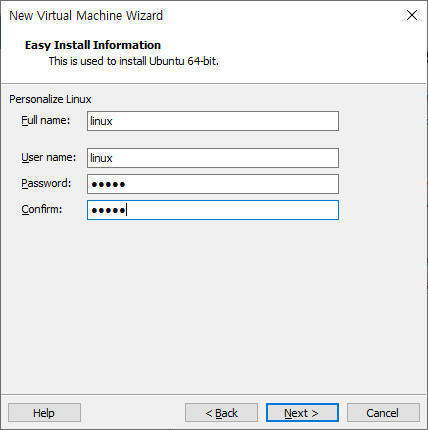 New Virtual Machine Wizard
Easy Install Information
This is used to install Ubuntu 64-bit.
Personalize Linux
Full name: linux
User name: linux
Password: ●●●●●
Confirm: ●●●●●
Help < Back Next > Cancel